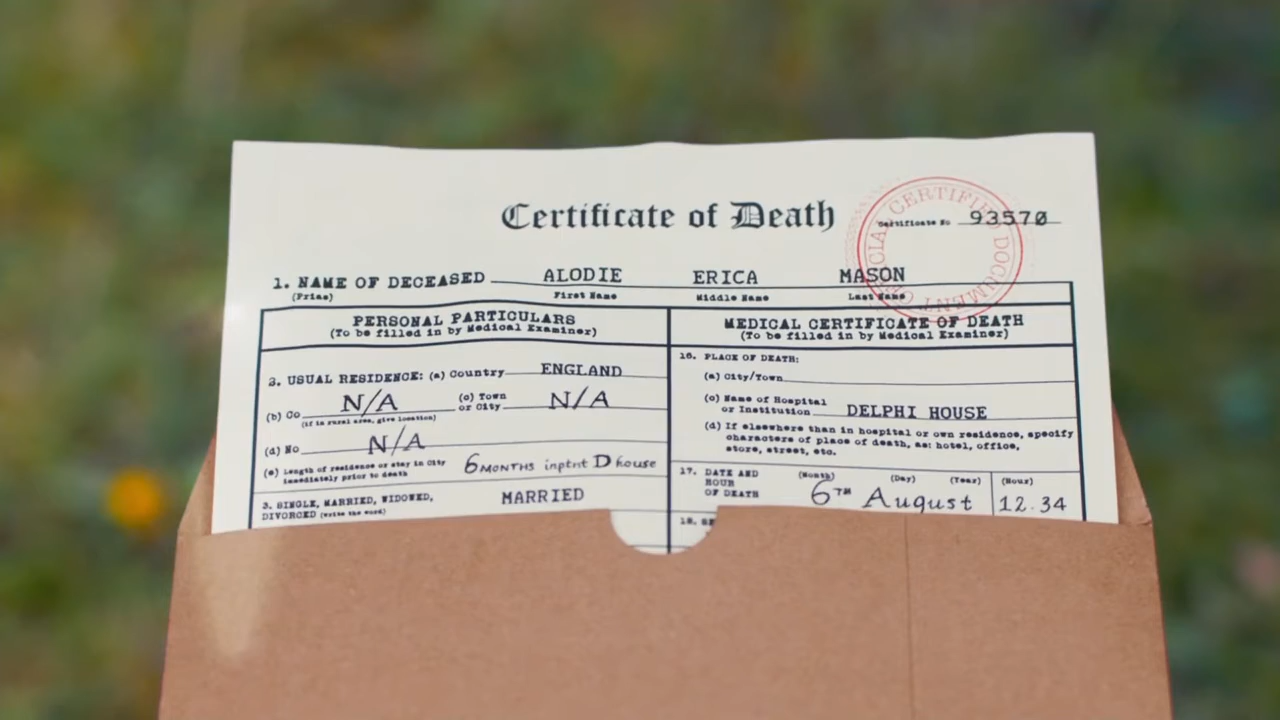 Certificate of Death
Certificate No 93570
CERTIFIED DOCUMENT
1. NAME OF DECEASED ALODIE ERICA MASON
(Prias) First Name Middle Name Last Name
PERSONAL PARTICULARS
(To be filled in by Medical Examiner)
2. USUAL RESIDENCE: (a) Country ENGLAND
(b) Co N/A (c) Town or City N/A
(if in rural area, give location)
(d) No N/A
(e) Length of residence or stay in City
immediately prior to death
6 MONTHS inptnt D house
3. SINGLE, MARRIED, WIDOWED,
DIVORCED (write the word)
MARRIED
MEDICAL CERTIFICATE OF DEATH
(To be filled in by Medical Examiner)
16. PLACE OF DEATH:
(a) City/Town
(c) Name of Hospital
or Institution DELPHI HOUSE
(d) If elsewhere than in hospital or own residence, specify
characters of place of death, as: hotel, office,
store, street, etc.
17. DATE AND
HOUR
OF DEATH
(Month) (Day) (Year) (Hour)
6TH August 12.34
18.